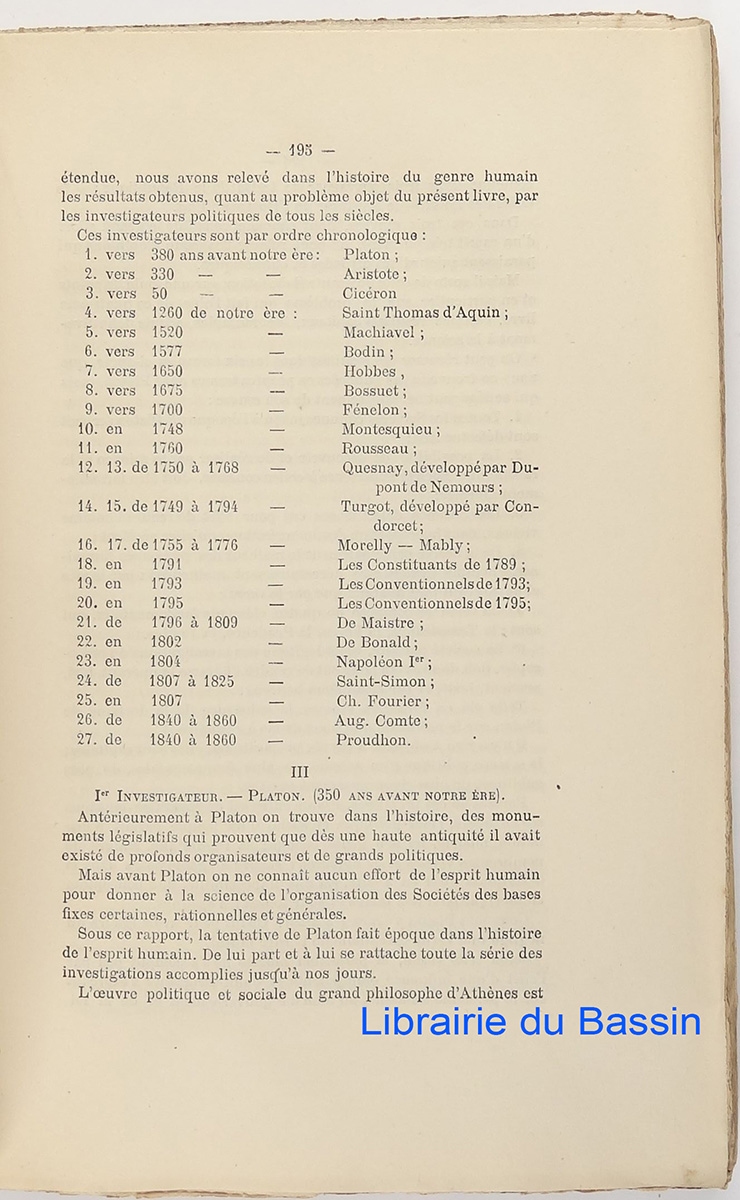 — 195 —
étendue, nous avons relevé dans l'histoire du genre humain
les résultats obtenus, quant au problème objet du présent livre, par
les investigateurs politiques de tous les siècles.
Ces investigateurs sont par ordre chronologique :
1. vers 380 ans avant notre ère : Platon ;
2. vers 330 — — Aristote ;
3. vers 50 — — Cicéron
4. vers 1260 de notre ère : Saint Thomas d'Aquin ;
5. vers 1520 — Machiavel ;
6. vers 1577 — Bodin ;
7. vers 1650 — Hobbes ,
8. vers 1675 — Bossuet ;
9. vers 1700 — Fénelon ;
10. en 1748 — Montesquieu ;
11. en 1760 — Rousseau ;
12. 13. de 1750 à 1768 — Quesnay, développé par Du-
pont de Nemours ;
14. 15. de 1749 à 1794 — Turgot, développé par Con-
dorcet ;
16. 17. de 1755 à 1776 — Morelly — Mably ;
18. en 1791 — Les Constituants de 1789 ;
19. en 1793 — Les Conventionnels de 1793;
20. en 1795 — Les Conventionnels de 1795;
21. de 1796 à 1809 — De Maistre ;
22. en 1802 — De Bonald ;
23. en 1804 — Napoléon Ier ;
24. de 1807 à 1825 — Saint-Simon ;
25. en 1807 — Ch. Fourier ;
26. de 1840 à 1860 — Aug. Comte ;
27. de 1840 à 1860 — Proudhon.
III
Ier Investigateur. — Platon. (350 ans avant notre ère).
Antérieurement à Platon on trouve dans l'histoire, des monu-
ments législatifs qui prouvent que dès une haute antiquité il avait
existé de profonds organisateurs et de grands politiques.
Mais avant Platon on ne connaît aucun effort de l'esprit humain
pour donner à la science de l'organisation des Sociétés des bases
fixes certaines, rationnelles et générales.
Sous ce rapport, la tentative de Platon fait époque dans l'histoire
de l'esprit humain. De lui part et à lui se rattache toute la série des
investigations accomplies jusqu'à nos jours.
L'œuvre politique et sociale du grand philosophe d'Athènes est
Librairie du Bassin